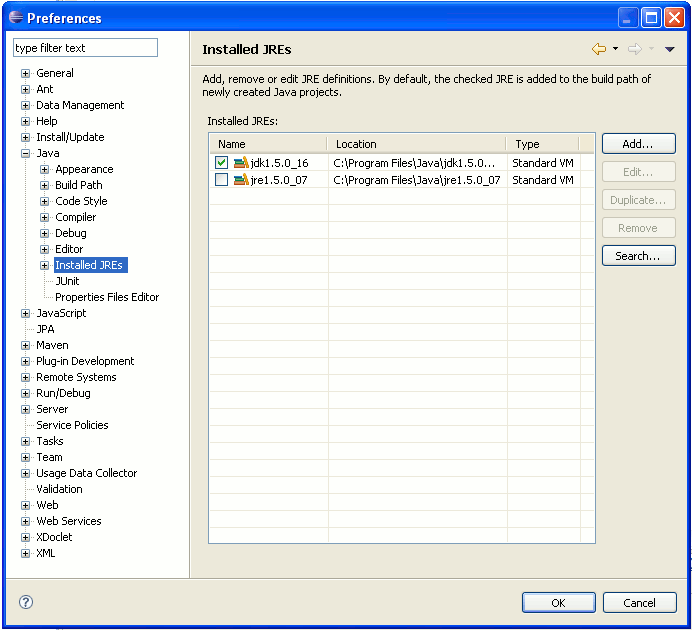 Preferences
type filter text
General
Ant
Data Management
Help
Install/Update
Java
Appearance
Build Path
Code Style
Compiler
Debug
Editor
Installed JREs
JUnit
Properties Files Editor
JavaScript
JPA
Maven
Plug-in Development
Remote Systems
Run/Debug
Server
Service Policies
Tasks
Team
Usage Data Collector
Validation
Web
Web Services
XDoclet
XML
Installed JREs
Add, remove or edit JRE definitions. By default, the checked JRE is added to the build path of
newly created Java projects.
Installed JREs:
Name Location Type
jdk1.5.0_16 C:\Program Files\Java\jdk1.5.0... Standard VM
jre1.5.0_07 C:\Program Files\Java\jre1.5.0_07 Standard VM
Add...
Edit...
Duplicate...
Remove
Search...
OK Cancel